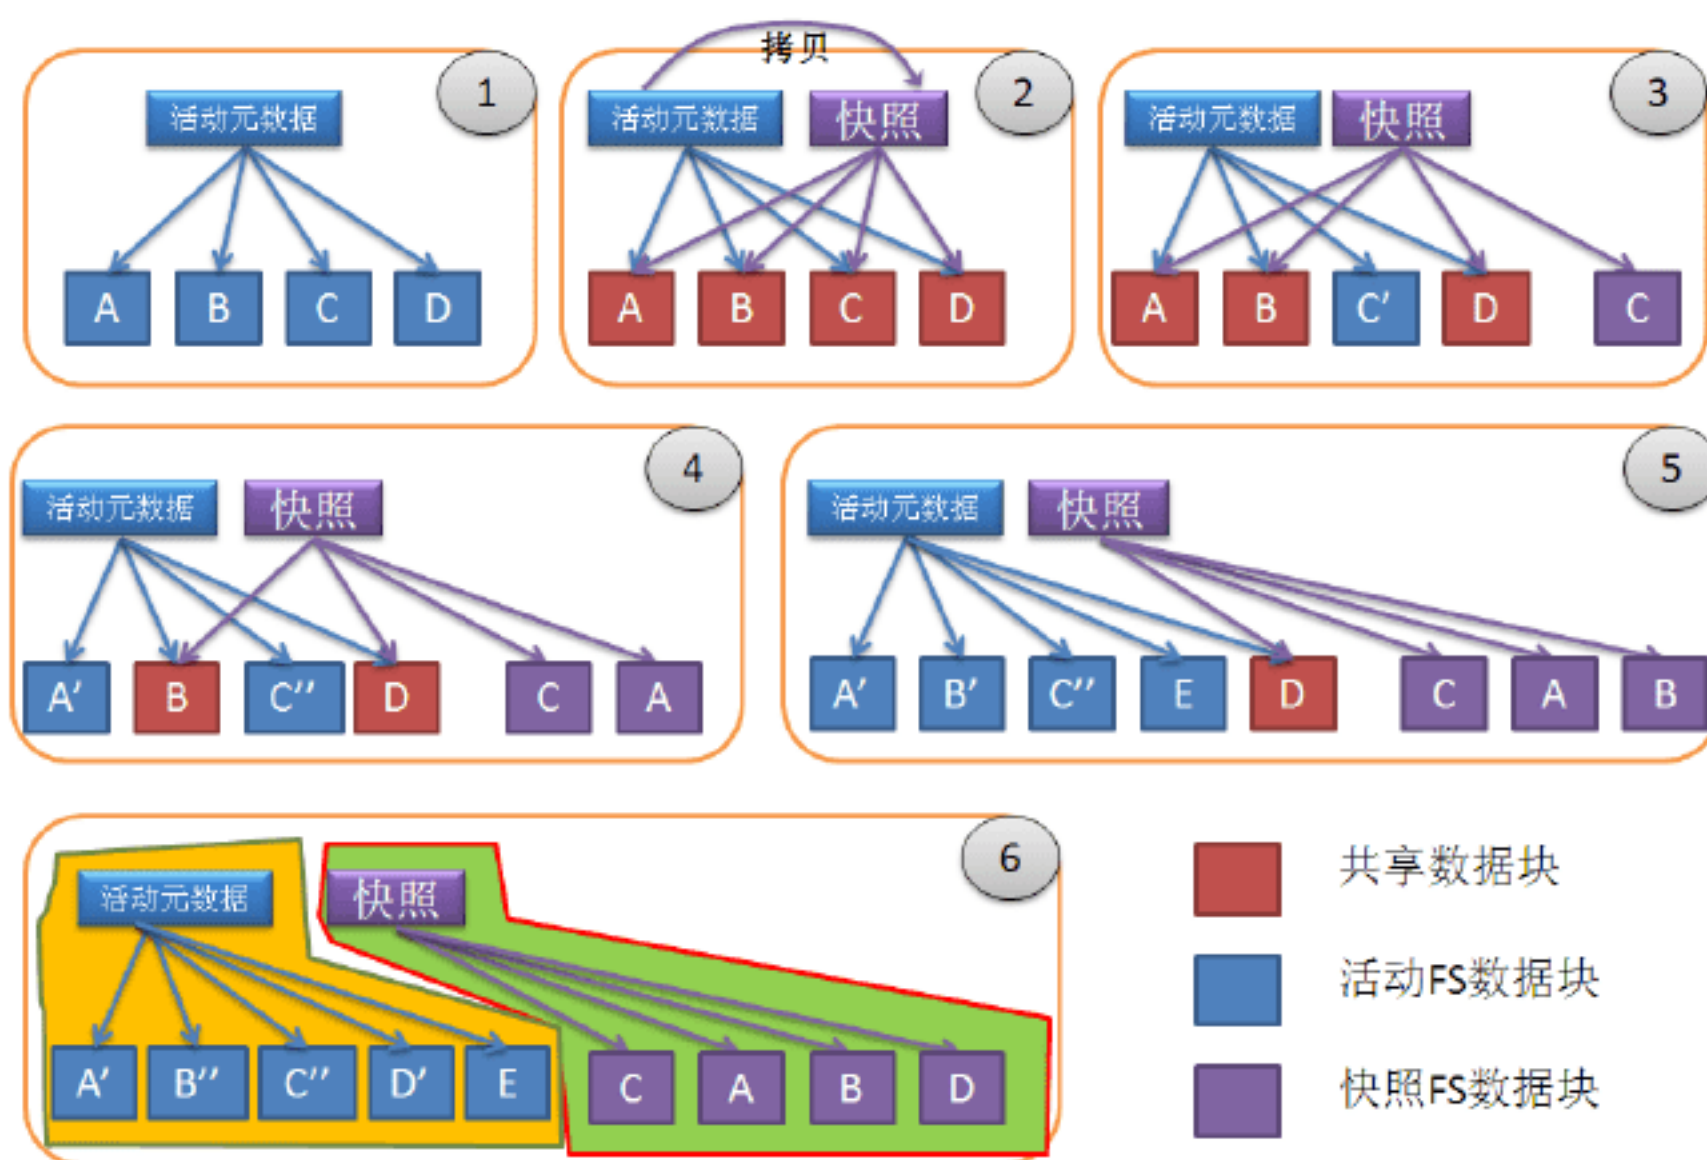 1
活动元数据
A B C D
拷贝
2
活动元数据 快照
A B C D
3
活动元数据 快照
A B C' D C
4
活动元数据 快照
A' B C'' D C A
5
活动元数据 快照
A' B' C'' E D C A B
6
活动元数据 快照
A' B'' C'' D' E C A B D
共享数据块
活动FS数据块
快照FS数据块